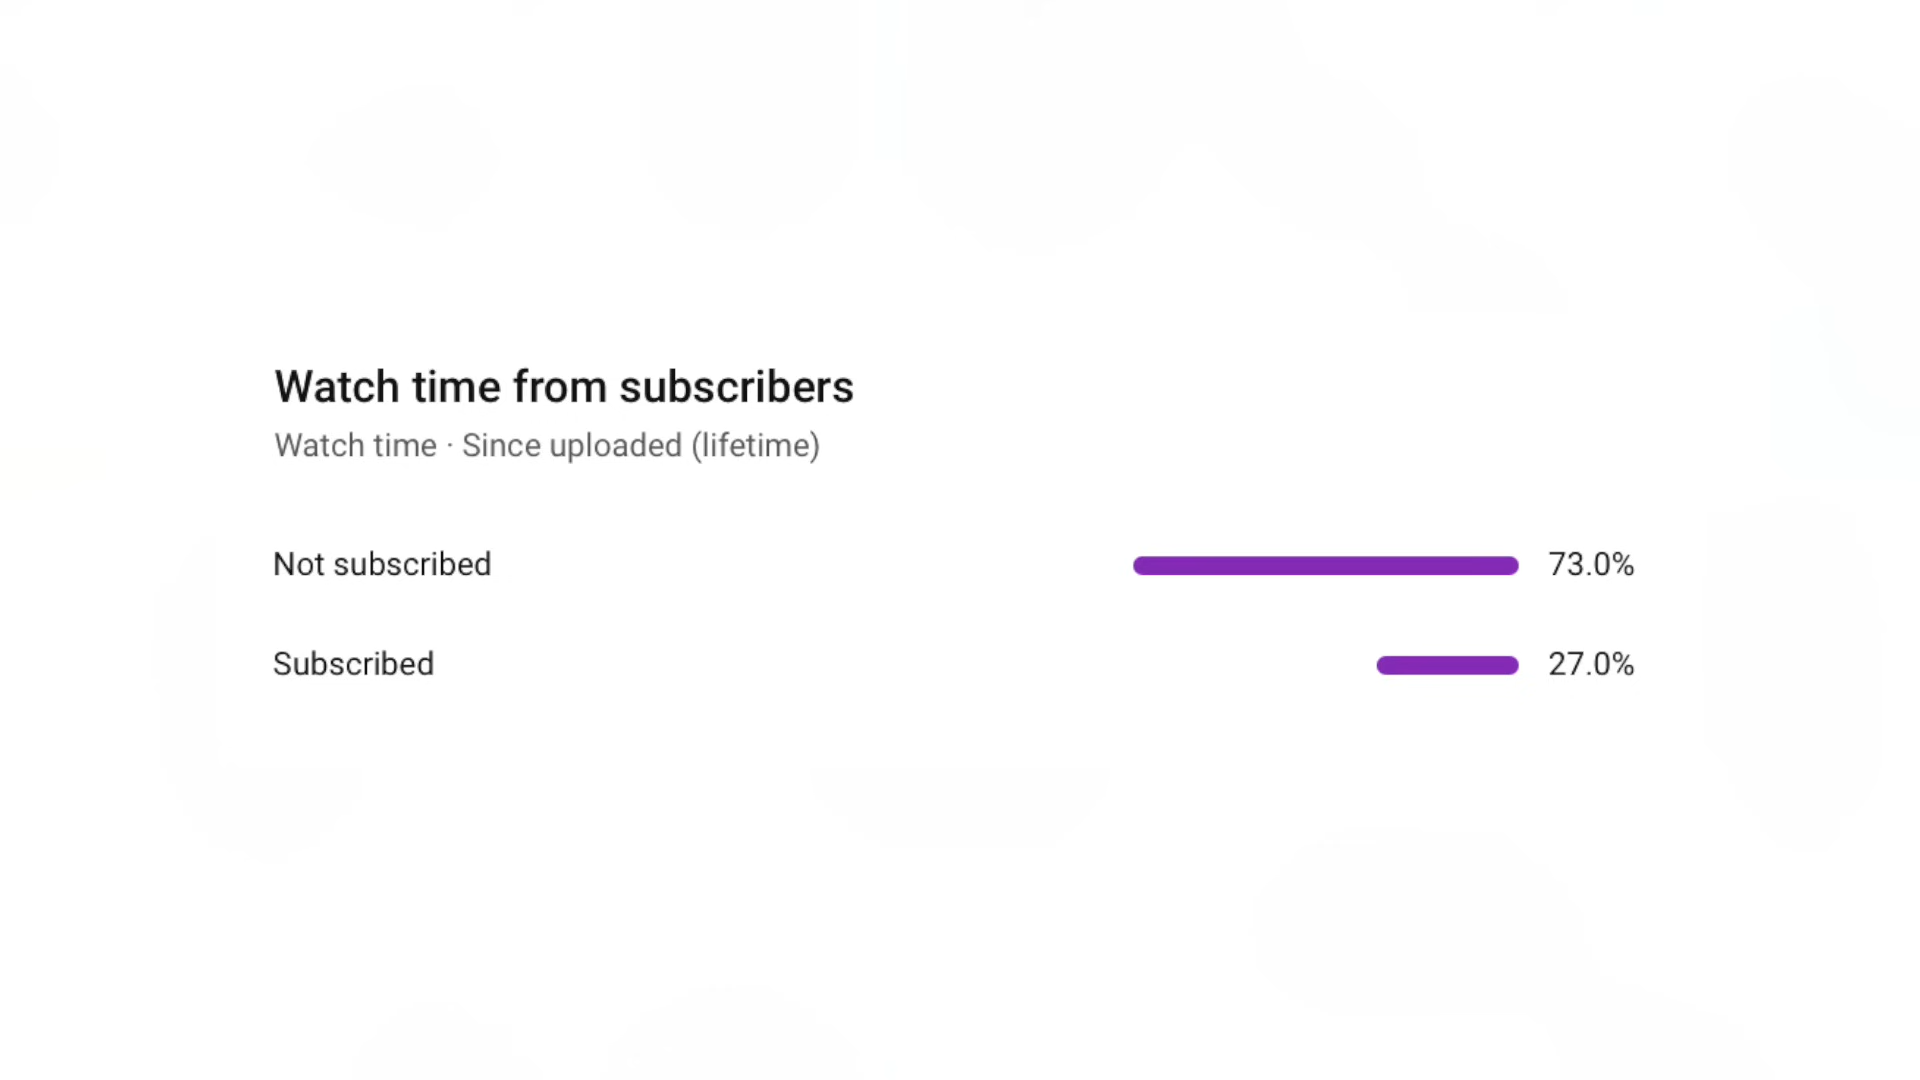 Watch time from subscribers
Watch time · Since uploaded (lifetime)
Not subscribed 73.0%
Subscribed 27.0%